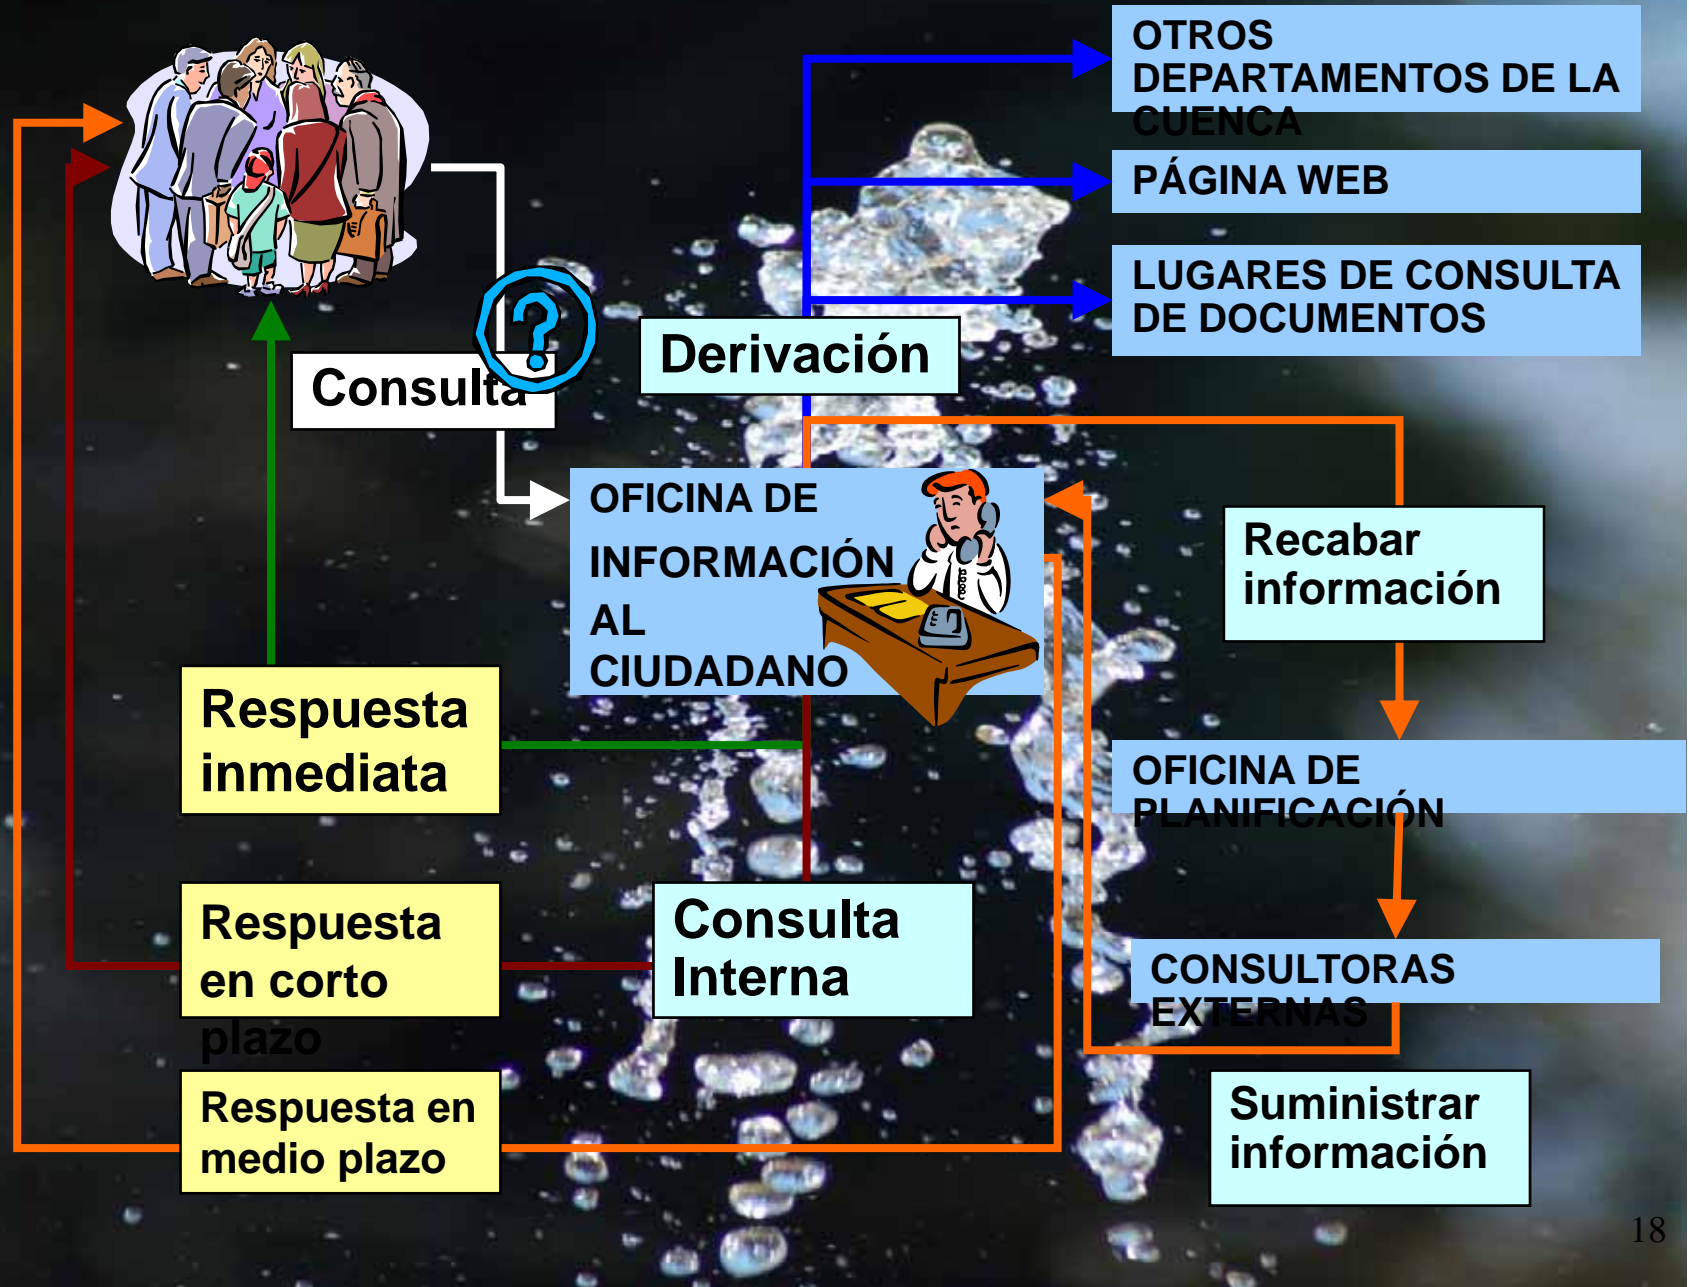 OTROS
DEPARTAMENTOS DE LA
CUENCA
PÁGINA WEB
LUGARES DE CONSULTA
DE DOCUMENTOS
Derivación
Consulta
OFICINA DE
INFORMACIÓN
AL
CIUDADANO
Recabar
información
Respuesta
inmediata
OFICINA DE
PLANIFICACIÓN
Respuesta
en corto
plazo
Consulta
Interna
CONSULTORAS
EXTERNAS
Respuesta en
medio plazo
Suministrar
información
18